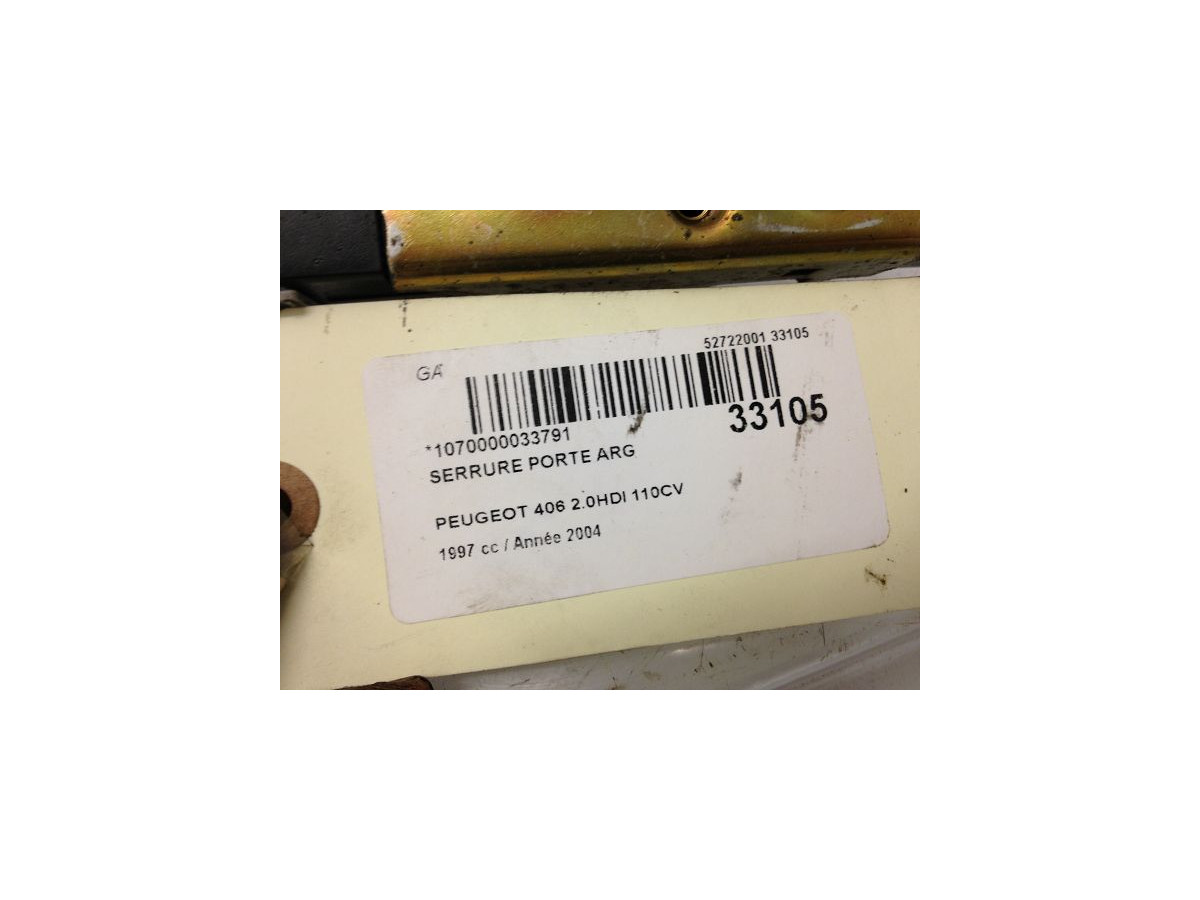 52722001 33105
GA
33105
*1070000033791
SERRURE PORTE ARG
PEUGEOT 406 2.0HDI 110CV
1997 cc / Année 2004